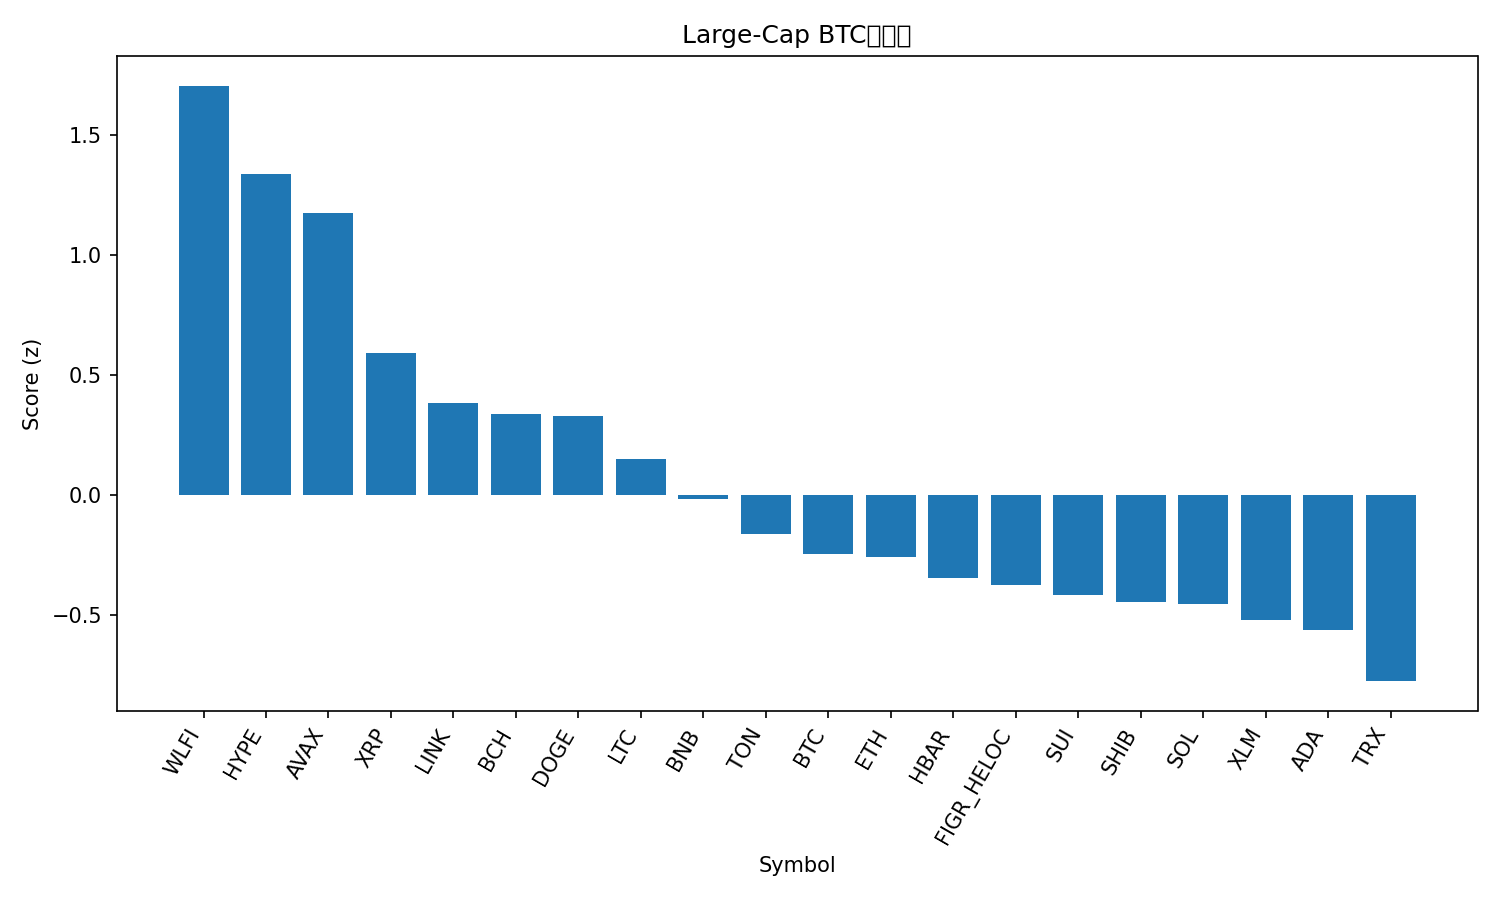 Large-Cap BTC
Score (z)
1.5
1.0
0.5
0.0
−0.5
WLFI
HYPE
AVAX
XRP
LINK
BCH
DOGE
LTC
BNB
TON
BTC
ETH
HBAR
FIGR_HELOC
SUI
SHIB
SOL
XLM
ADA
TRX
Symbol